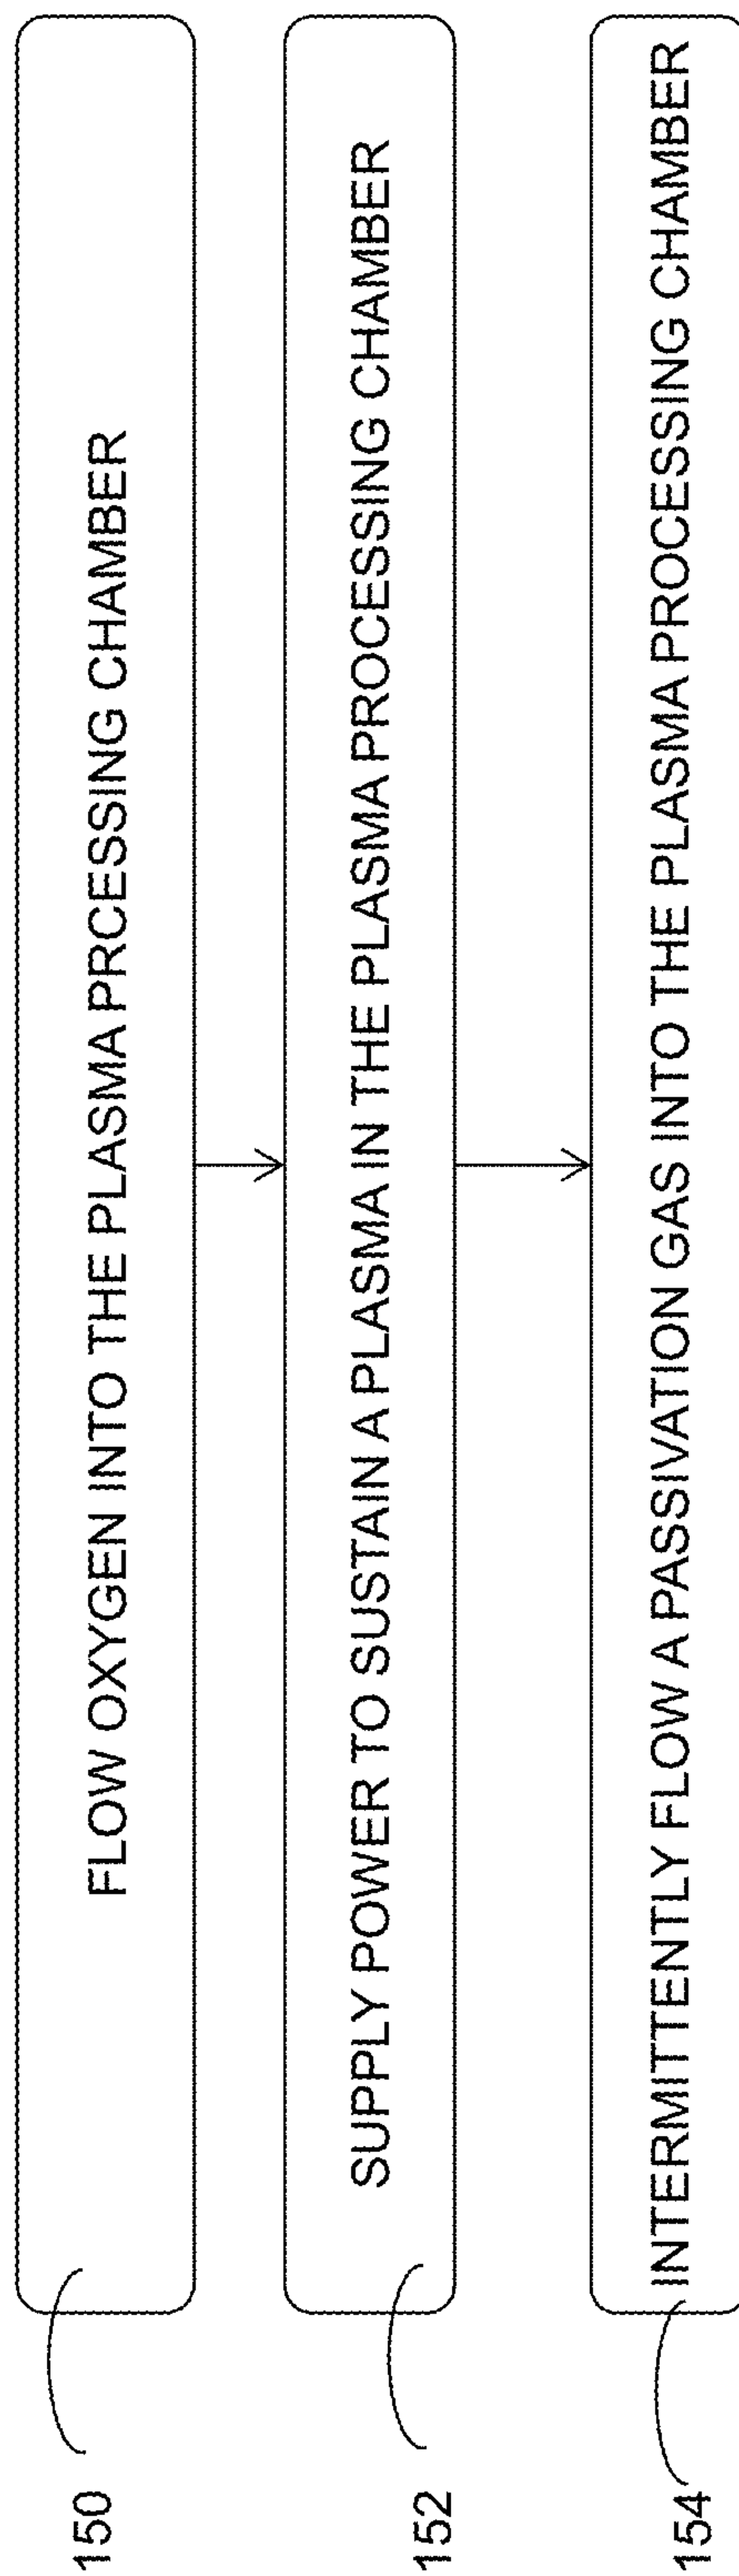 150
FLOW OXYGEN INTO THE PLASMA PRCESSING CHAMBER
152
SUPPLY POWER TO SUSTAIN A PLASMA IN THE PLASMA PROCESSING CHAMBER
154
INTERMITTENTLY FLOW A PASSIVATION GAS INTO THE PLASMA PROCESSING CHAMBER